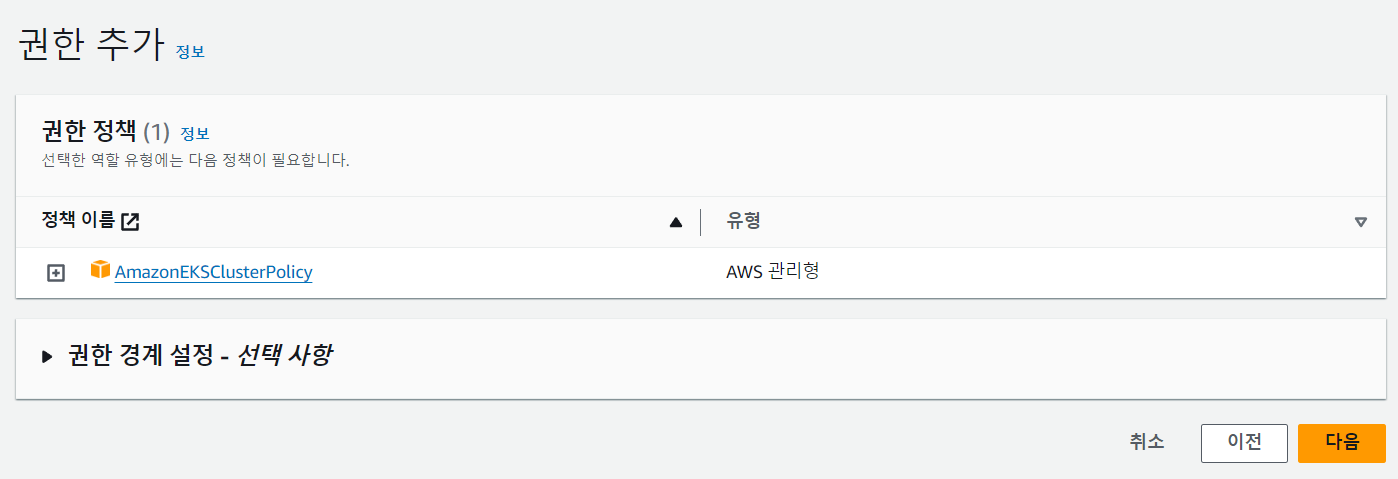 권한 추가 정보
권한 정책 (1) 정보
선택한 역할 유형에는 다음 정책이 필요합니다.
정책 이름 유형
AmazonEKSClusterPolicy AWS 관리형
권한 경계 설정 - 선택 사항
취소 이전 다음